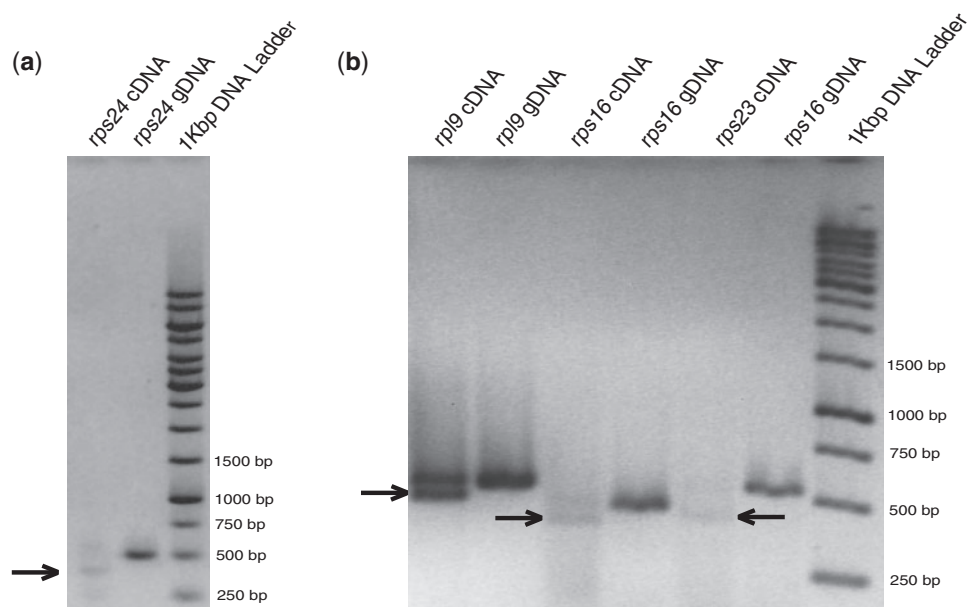 (a)
rps24 cDNA
rps24 gDNA
1Kbp DNA Ladder
1500 bp
1000 bp
750 bp
500 bp
250 bp
(b)
rpl9 cDNA
rpl9 gDNA
rps16 cDNA
rps16 gDNA
rps23 cDNA
rps16 gDNA
1Kbp DNA Ladder
1500 bp
1000 bp
750 bp
500 bp
250 bp